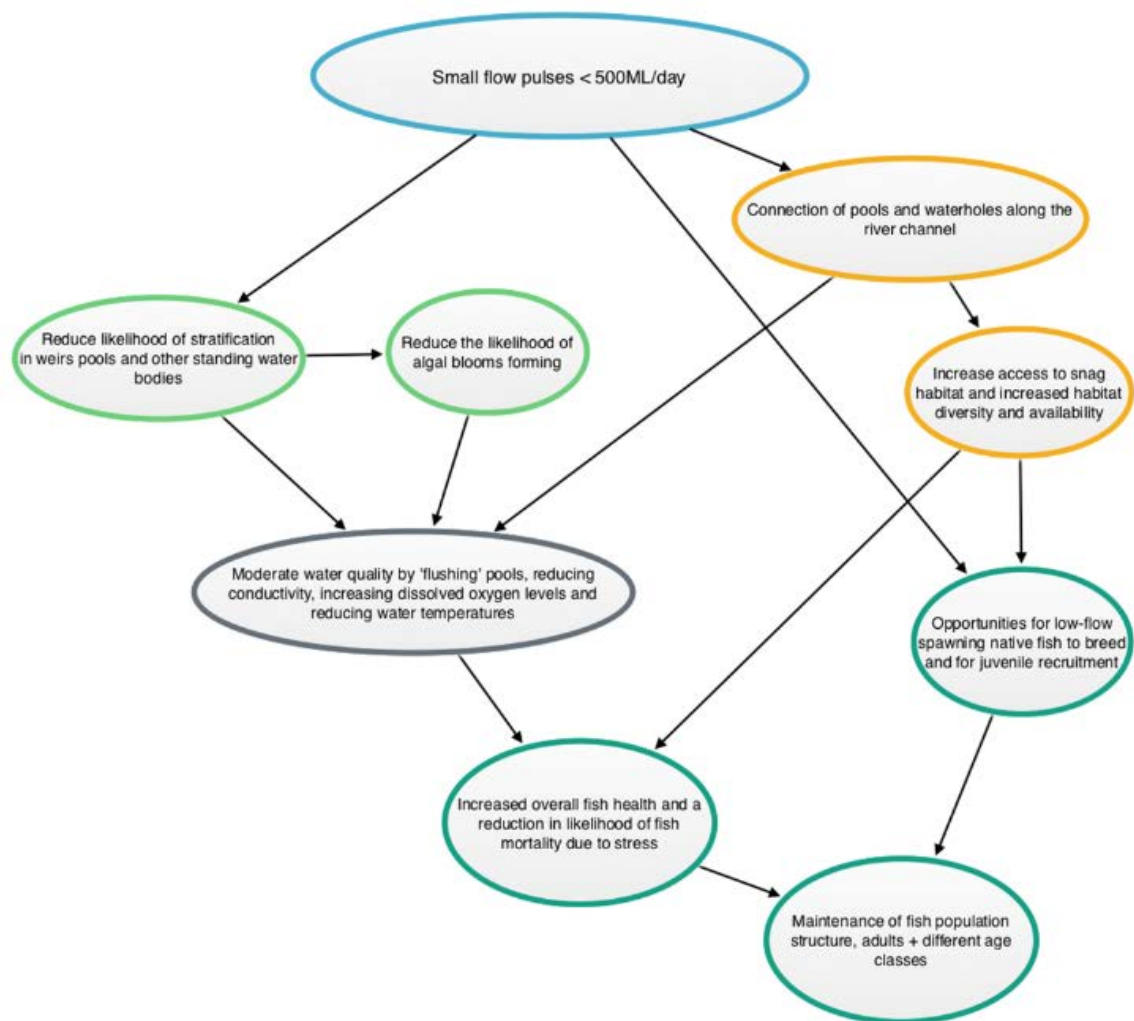 Small flow pulses < 500ML/day
Connection of pools and waterholes along the
river channel
Reduce likelihood of stratification
in weirs pools and other standing water
bodies
Reduce the likelihood of
algal blooms forming
Increase access to snag
habitat and increased habitat
diversity and availability
Moderate water quality by 'flushing' pools, reducing
conductivity, increasing dissolved oxygen levels and
reducing water temperatures
Opportunities for low-flow
spawning native fish to breed
and for juvenile recruitment
Increased overall fish health and a
reduction in likelihood of fish
mortality due to stress
Maintenance of fish population
structure, adults + different age
classes